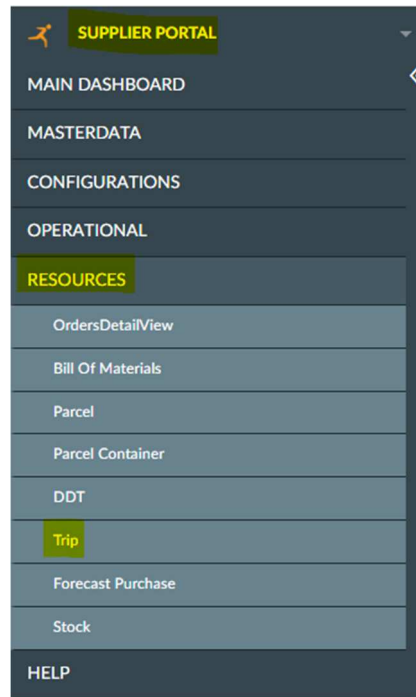 SUPPLIER PORTAL
MAIN DASHBOARD
MASTERDATA
CONFIGURATIONS
OPERATIONAL
RESOURCES
OrdersDetailView
Bill Of Materials
Parcel
Parcel Container
DDT
Trip
Forecast Purchase
Stock
HELP